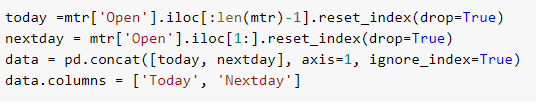 today =mtr['Open'].iloc[:len(mtr)-1].reset_index(drop=True)
nextday = mtr['Open'].iloc[1:].reset_index(drop=True)
data = pd.concat([today, nextday], axis=1, ignore_index=True)
data.columns = ['Today', 'Nextday']